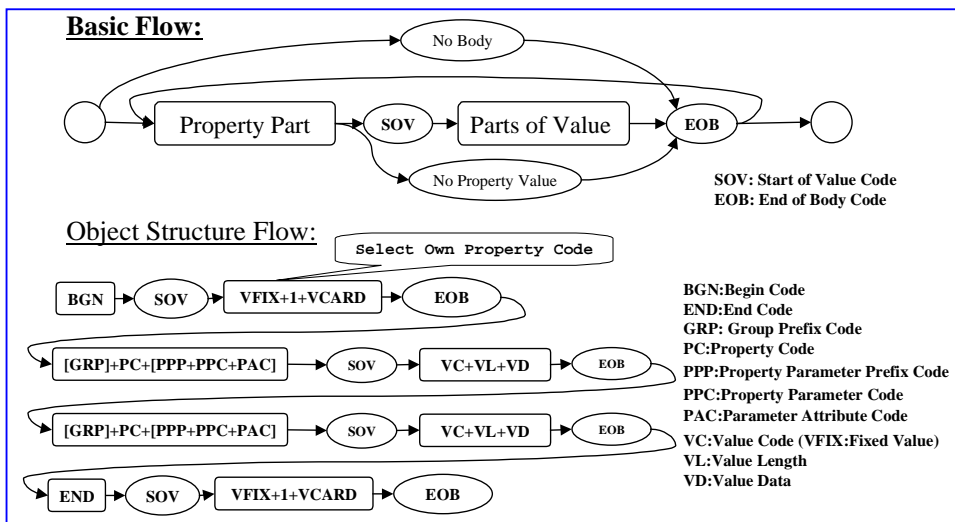 Basic Flow:
No Body
Property Part
SOV
Parts of Value
EOB
No Property Value
SOV: Start of Value Code
EOB: End of Body Code
Object Structure Flow:
Select Own Property Code
BGN
SOV
VFIX+1+VCARD
EOB
[GRP]+PC+[PPP+PPC+PAC]
SOV
VC+VL+VD
EOB
[GRP]+PC+[PPP+PPC+PAC]
SOV
VC+VL+VD
EOB
END
SOV
VFIX+1+VCARD
EOB
BGN:Begin Code
END:End Code
GRP: Group Prefix Code
PC:Property Code
PPP:Property Parameter Prefix Code
PPC:Property Parameter Code
PAC:Parameter Attribute Code
VC:Value Code (VFIX:Fixed Value)
VL:Value Length
VD:Value Data